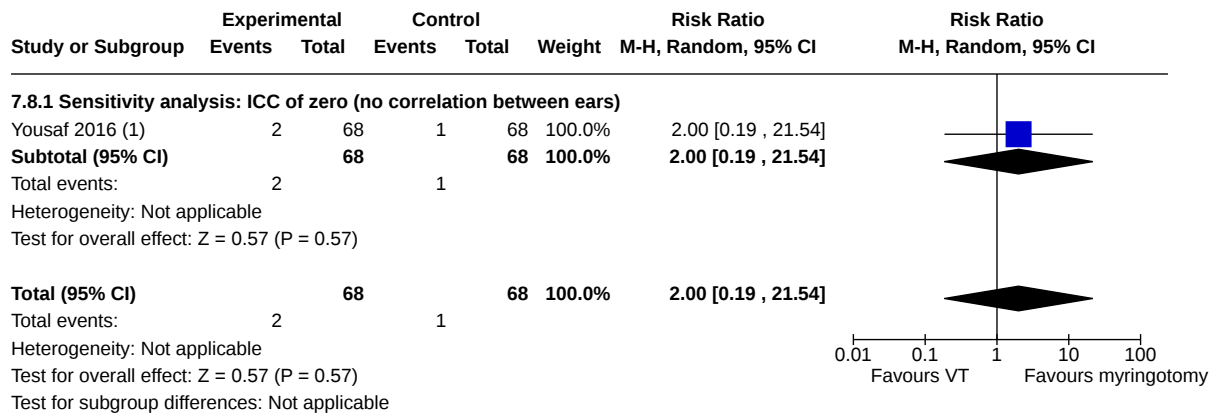 Experimental Control Risk Ratio Risk Ratio
Study or Subgroup Events Total Events Total Weight M-H, Random, 95% CI M-H, Random, 95% CI
7.8.1 Sensitivity analysis: ICC of zero (no correlation between ears)
Yousaf 2016 (1) 2 68 1 68 100.0% 2.00 [0.19 , 21.54]
Subtotal (95% CI) 68 68 100.0% 2.00 [0.19 , 21.54]
Total events: 2 1
Heterogeneity: Not applicable
Test for overall effect: Z = 0.57 (P = 0.57)
Total (95% CI) 68 68 100.0% 2.00 [0.19 , 21.54]
Total events: 2 1
Heterogeneity: Not applicable
0.01 0.1 1 10 100
Test for overall effect: Z = 0.57 (P = 0.57) Favours VT Favours myringotomy
Test for subgroup differences: Not applicable